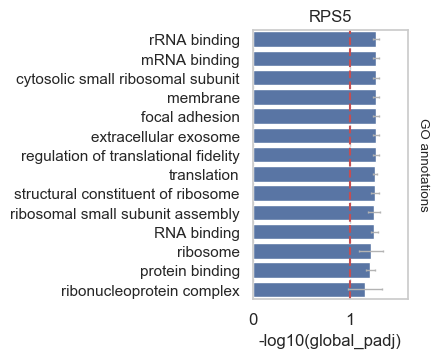 RPS5
rRNA binding
mRNA binding
cytosolic small ribosomal subunit
membrane
focal adhesion
extracellular exosome
regulation of translational fidelity
translation
structural constituent of ribosome
ribosomal small subunit assembly
RNA binding
ribosome
protein binding
ribonucleoprotein complex
GO annotations
0 1
-log10(global_padj)